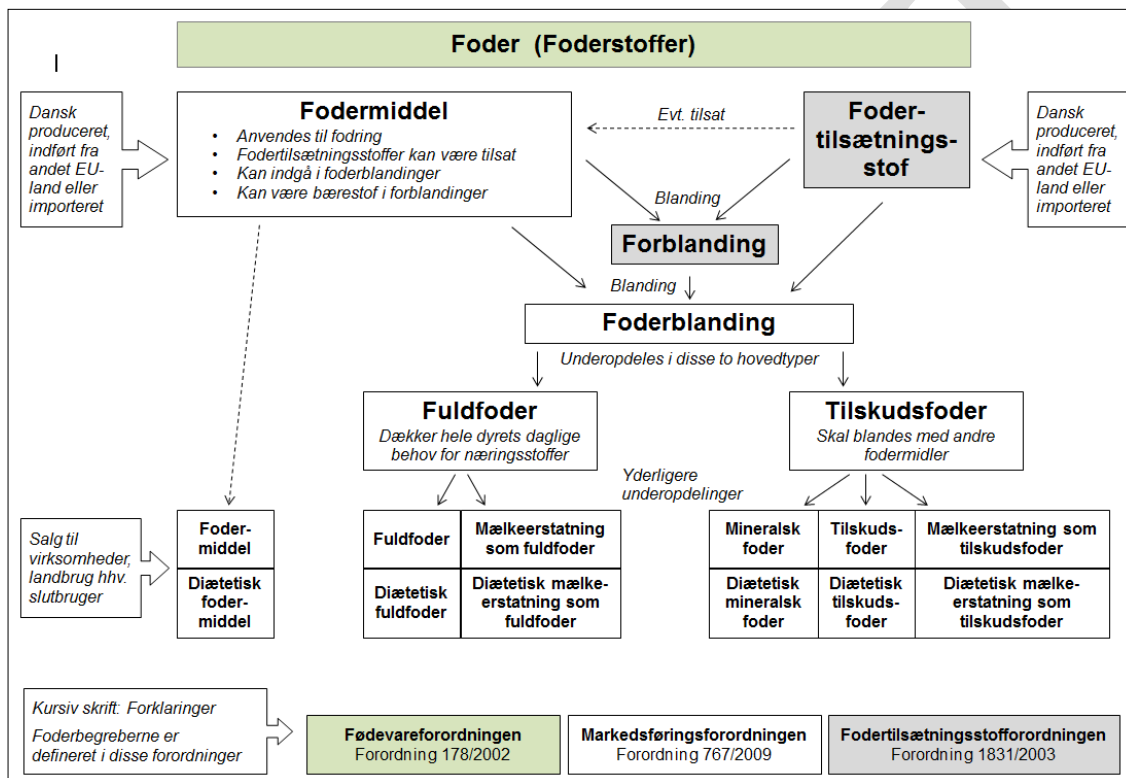 Foder (Foderstoffer)
Dansk
produceret,
indført fra
andet EU-
land eller
importeret
Fodermiddel
• Anvendes til fodring
• Fodertilsætningsstoffer kan være tilsat
• Kan indgå i foderblandinger
• Kan være bærestof i forblandinger
Evt. tilsat
Foder-
tilsætnings-
stof
Dansk
produceret,
indført fra
andet EU-
land eller
importeret
Blanding
Forblanding
Blanding
Foderblanding
Underopdeles i disse to hovedtyper
Fuldfoder
Dækker hele dyrets daglige
behov for næringsstoffer
Tilskudsfoder
Skal blandes med andre
fodermidler
Yderligere
underopdelinger
Salg til
virksomheder,
landbrug hhv.
slutbruger
Foder-
middel
Diætetisk
foder-
middel
Fuldfoder
Mælkeerstatning
som fuldfoder
Diætetisk
fuldfoder
Diætetisk mælke-
erstatning som
fuldfoder
Mineralsk
foder
Tilskuds-
foder
Mælkeerstatning som
tilskudsfoder
Diætetisk
mineralsk
foder
Diætetisk
tilskuds-
foder
Diætetisk mælke-
erstatning som
tilskudsfoder
Kursiv skrift: Forklaringer
Foderbegreberne er
defineret i disse forordninger
Fødevareforordningen
Forordning 178/2002
Markedsføringsforordningen
Forordning 767/2009
Fodertilsætningsstofforordningen
Forordning 1831/2003